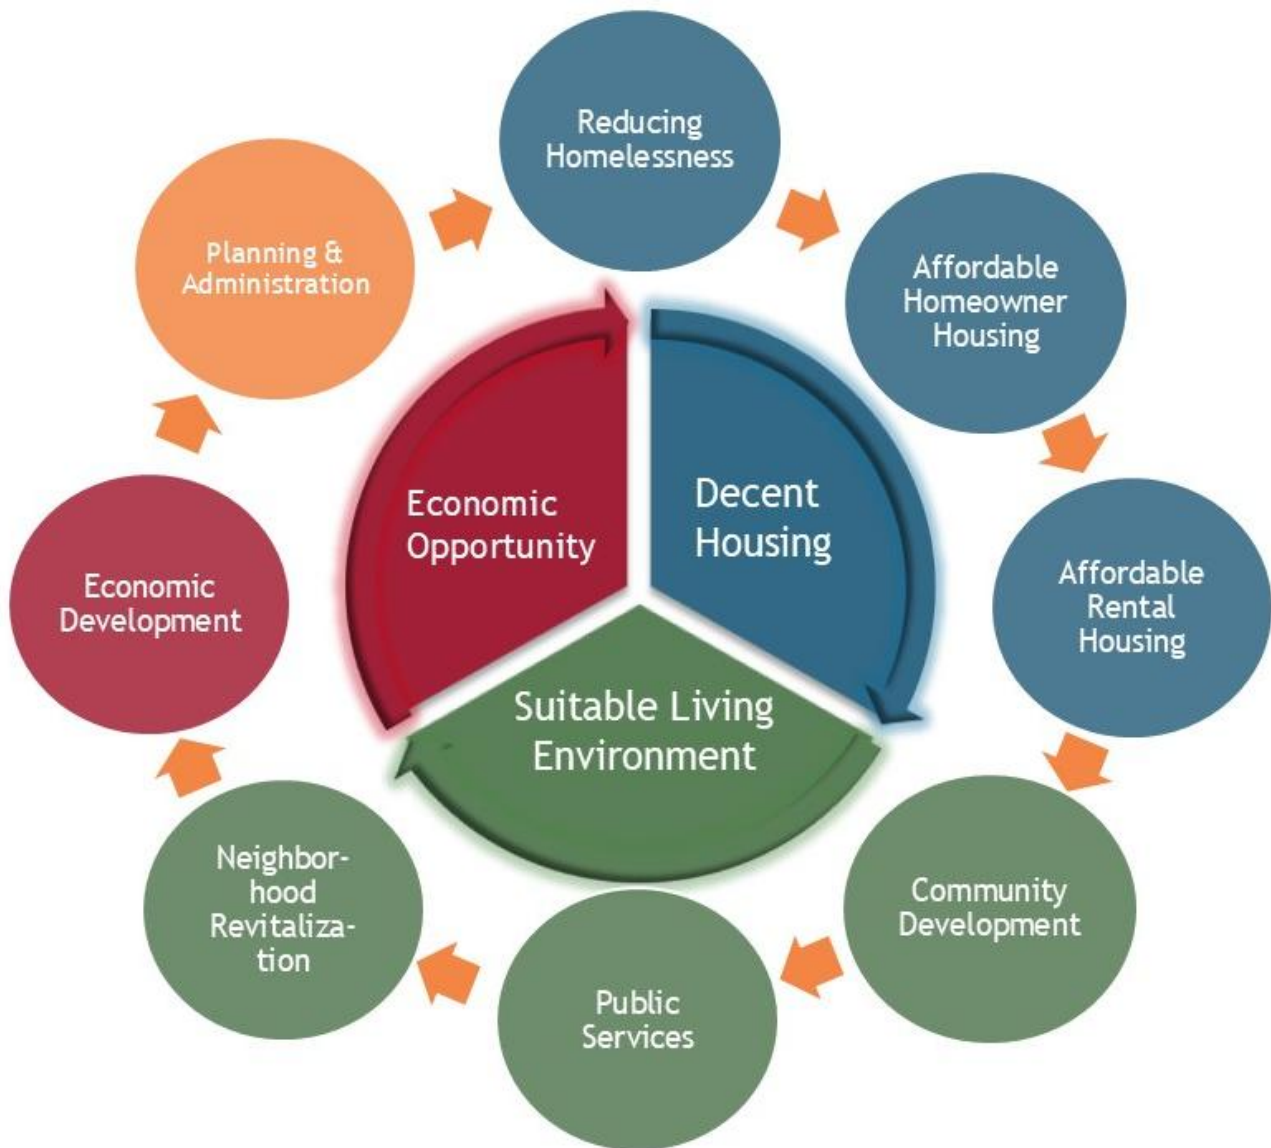 Reducing
Homelessness
Affordable
Homeowner
Housing
Affordable
Rental
Housing
Community
Development
Public
Services
Neighbor-
hood
Revitaliza-
tion
Economic
Development
Planning &
Administration
Economic
Opportunity
Decent
Housing
Suitable Living
Environment